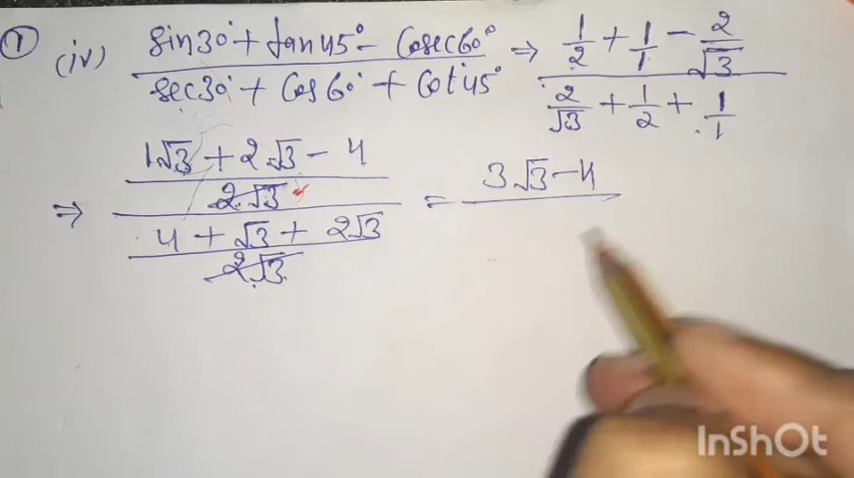 ① (iv) sin30° + tan45° - Cosec60° / sec30° + Cos60° + Cot45° ⇒ 1/2 + 1/1 - 2/√3 / 2/√3 + 1/2 + 1/1
⇒ 1√3 + 2√3 - 4 / 2√3 / 4 + √3 + 2√3 / 2√3 = 3√3 - 4
InShOt